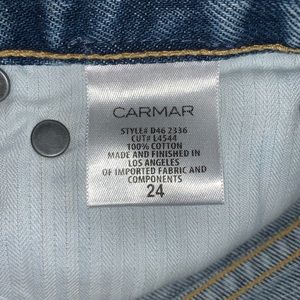 CARMAR
STYLE# D46 2336
CUT# L4544
100% COTTON
MADE AND FINISHED IN
LOS ANGELES
OF IMPORTED FABRIC AND
COMPONENTS
24